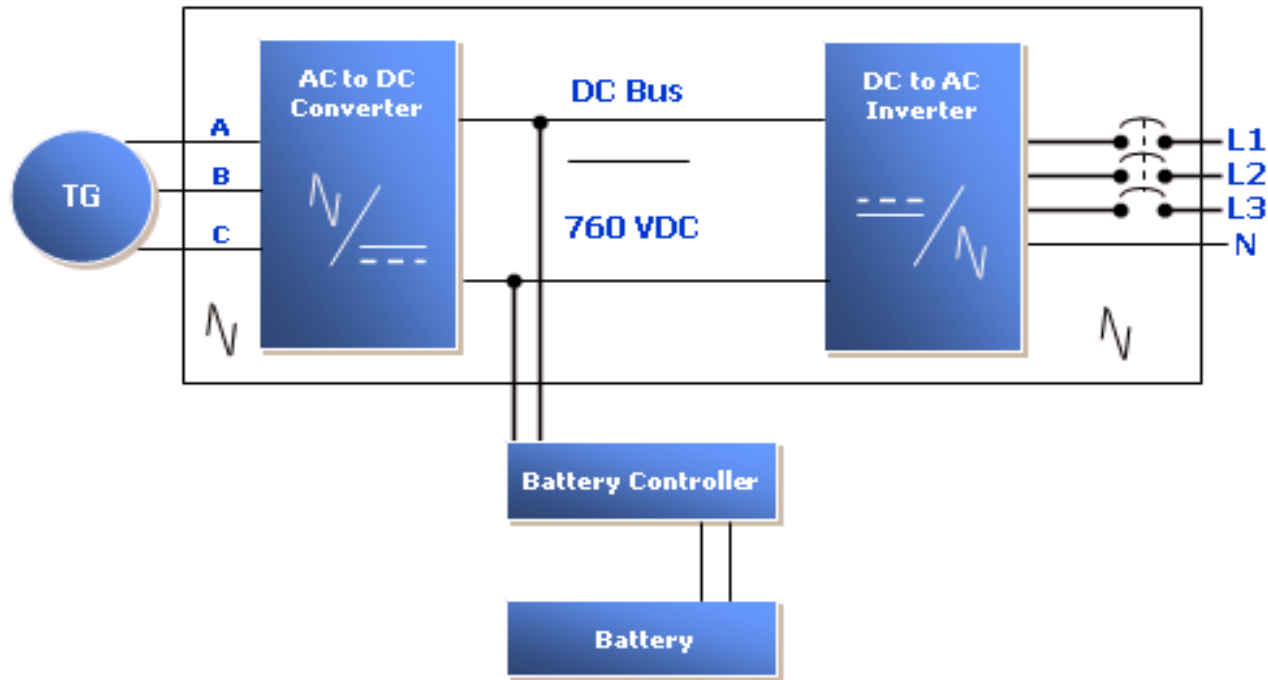 AC to DC
Converter
DC Bus
DC to AC
Inverter
A
B
C
TG
760 VDC
L1
L2
L3
N
Battery Controller
Battery